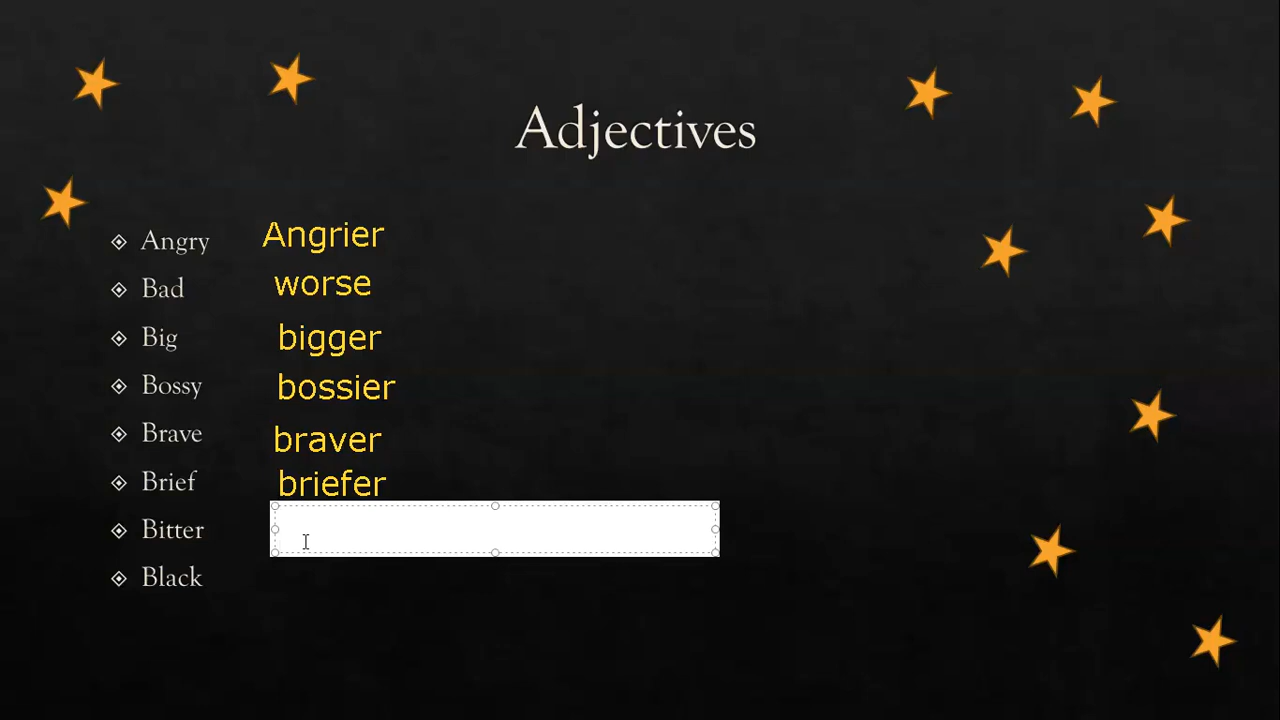 Adjectives
Angry Angrier
Bad worse
Big bigger
Bossy bossier
Brave braver
Brief briefer
Bitter
Black